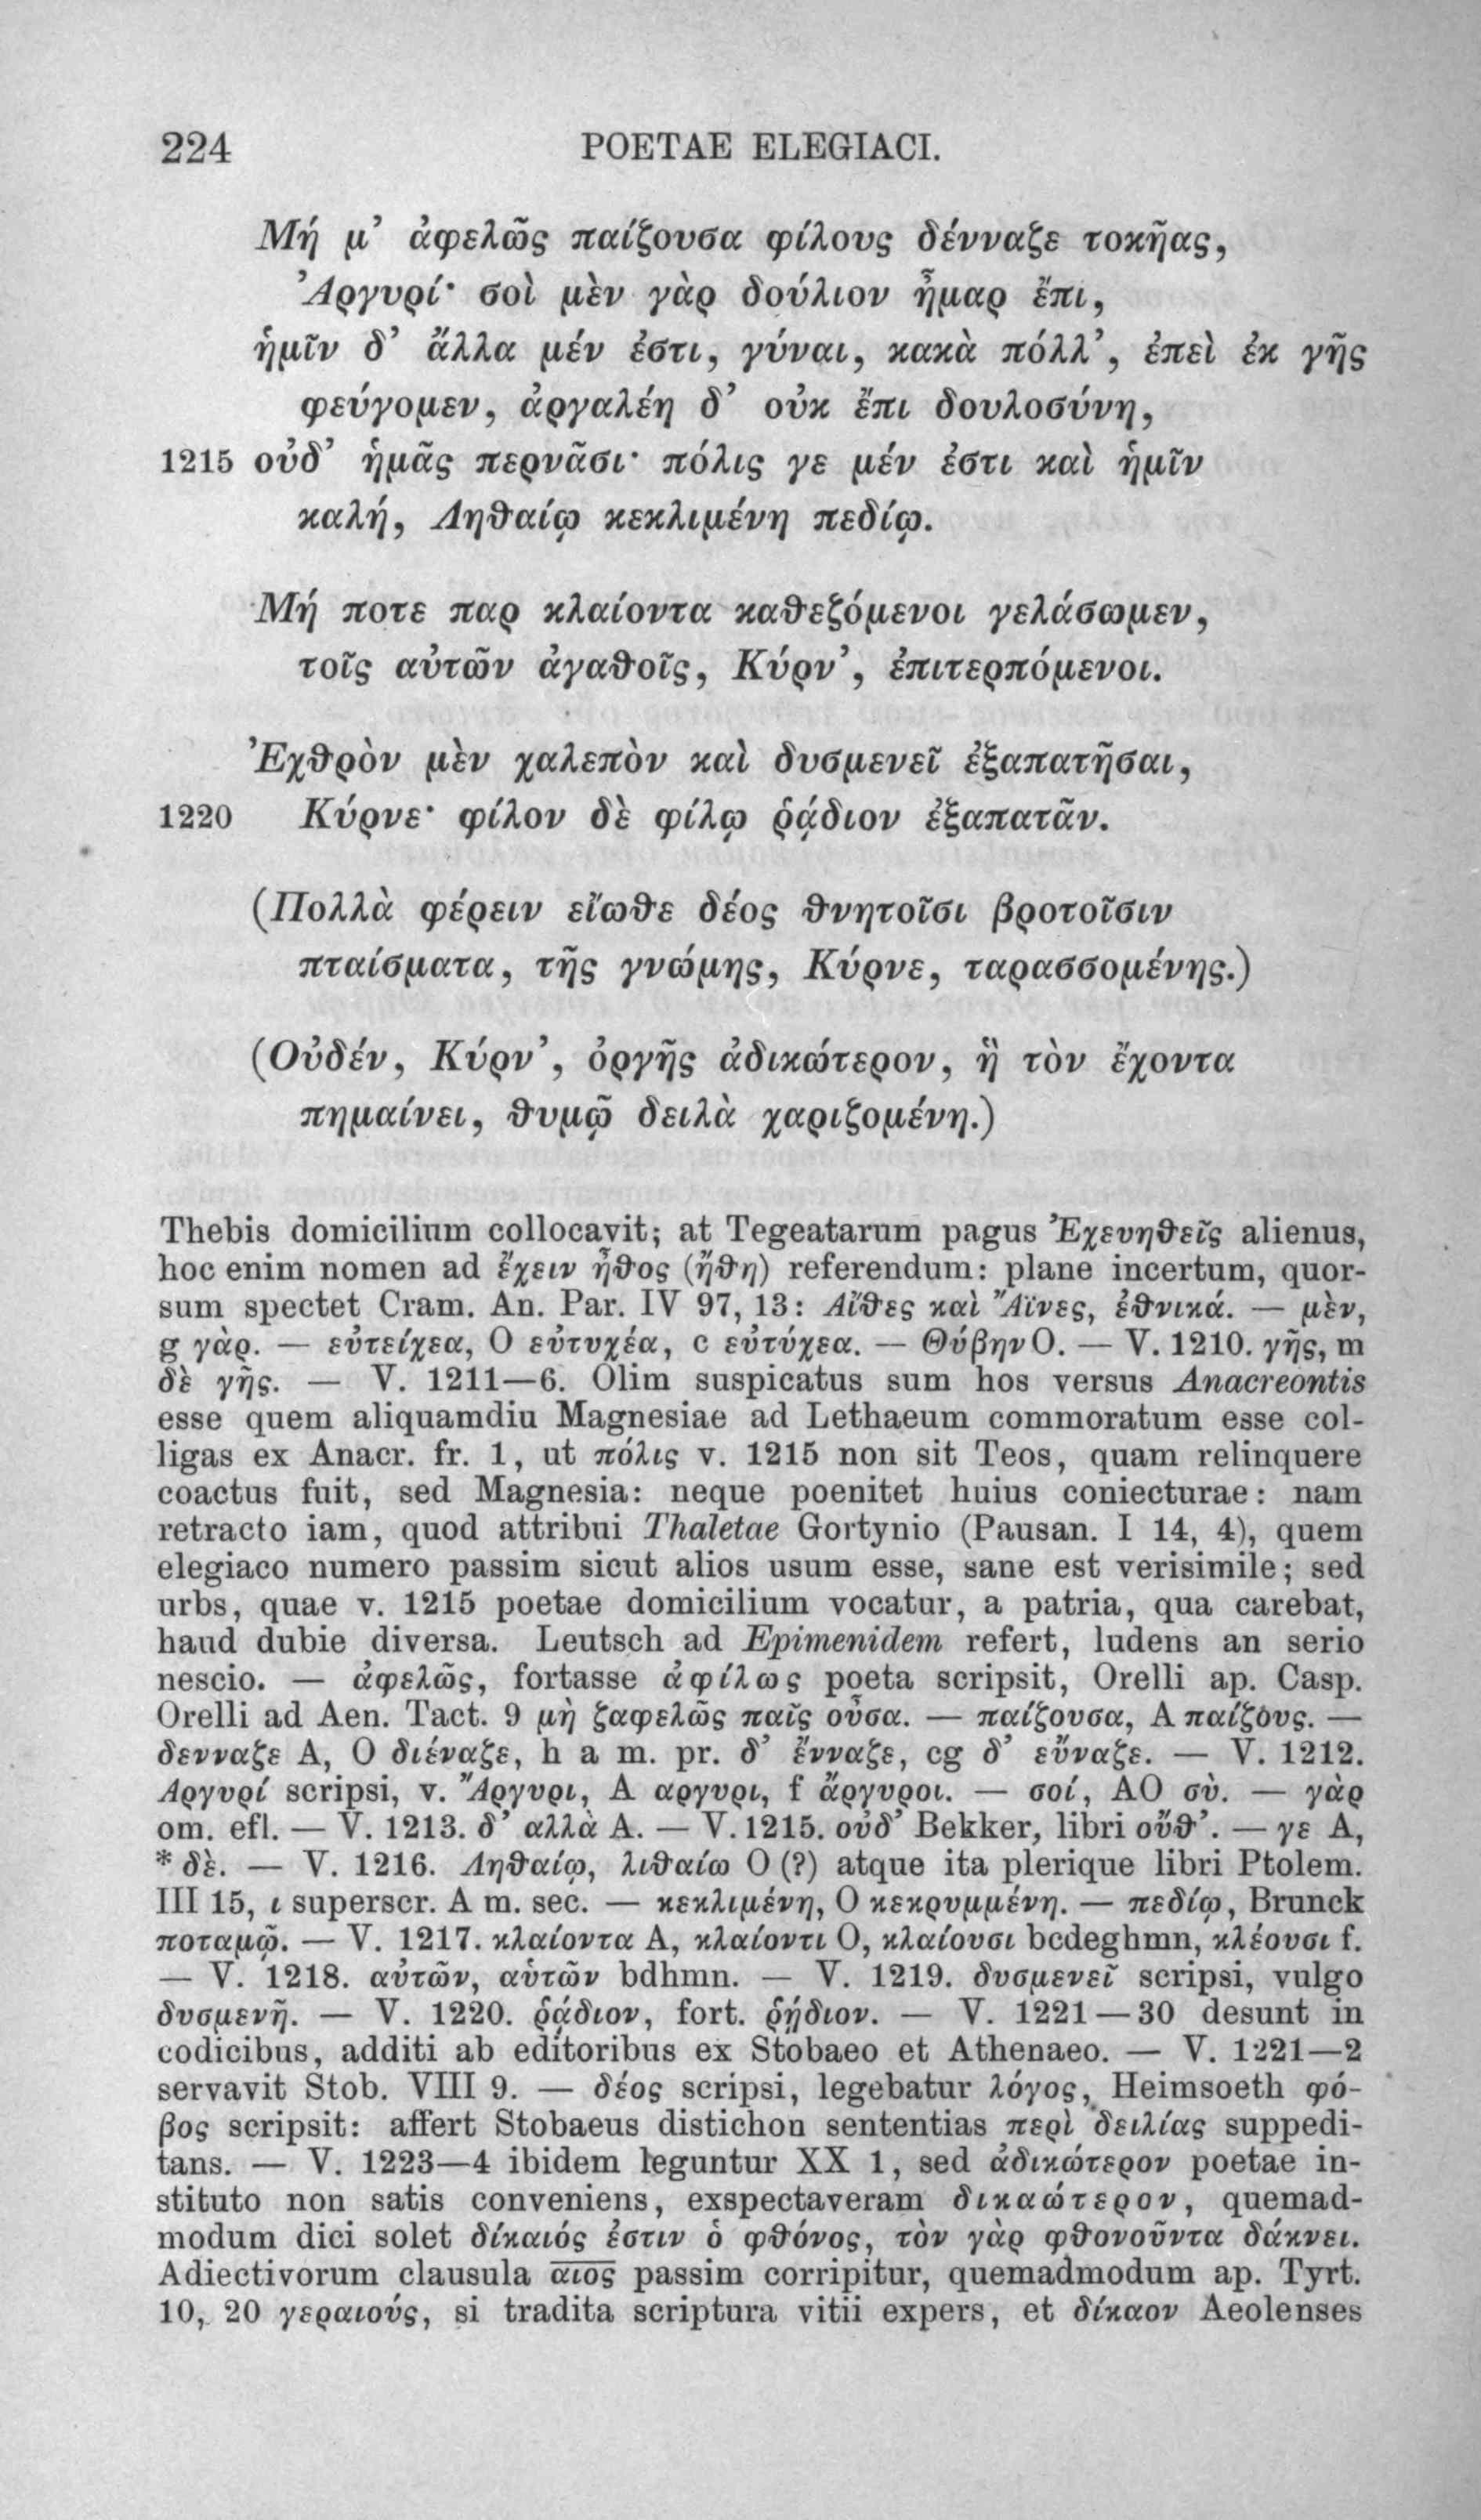 224 POETAE ELEGIACI.
Μή μ’ ἀφελῶς παίζουσα φίλους δένναζε τοκῆας,
Ἀργυρί· σοὶ μὲν γὰρ δούλιον ἦμαρ ἔπι,
ἡμῖν δ’ ἄλλα μέν ἐστι, γύναι, κακὰ πόλλ’, ἐπεὶ ἐκ γῆς
φεύγομεν, ἀργαλέη δ’ οὐκ ἔπι δουλοσύνη,
1215 οὐδ’ ἡμᾶς περνᾶσι· πόλις γε μέν ἐστι καὶ ἡμῖν
καλή, Ληθαίῳ κεκλιμένη πεδίῳ.
Μή ποτε παρ κλαίοντα καθεζόμενοι γελάσωμεν,
τοῖς αὐτῶν ἀγαθοῖς, Κύρν’, ἐπιτερπόμενοι.
Ἐχθρὸν μὲν χαλεπὸν καὶ δυσμενεῖ ἐξαπατῆσαι,
1220 Κύρνε· φίλον δὲ φίλῳ ῥᾴδιον ἐξαπατᾶν.
(Πολλὰ φέρειν εἴωθε δέος θνητοῖσι βροτοῖσιν
πταίσματα, τῆς γνώμης, Κύρνε, ταρασσομένης.)
(Οὐδέν, Κύρν’, ὀργῆς ἀδικώτερον, ἣ τὸν ἔχοντα
πημαίνει, θυμῷ δειλὰ χαριζομένη.)
Thebis domicilium collocavit; at Tegeatarum pagus Ἐχευηθεῖς alienus,
hoc enim nomen ad ἔχειν ἦθος (ἤθη) referendum: plane incertum, quor-
sum spectet Cram. An. Par. IV 97, 13: Αἴθες καὶ Ἄϊνες, ἐθνικά. — μὲν,
g γὰρ. — εὐτείχεα, O εὐτυχέα, c εὐτύχεα. — Θύβην O. — V. 1210. γῆς, m
δὲ γῆς. — V. 1211—6. Olim suspicatus sum hos versus Anacreontis
esse quem aliquamdiu Magnesiae ad Lethaeum commoratum esse col-
ligas ex Anacr. fr. 1, ut πόλις v. 1215 non sit Teos, quam relinquere
coactus fuit, sed Magnesia: neque poenitet huius coniecturae: nam
retracto iam, quod attribui Thaletae Gortynio (Pausan. I 14, 4), quem
elegiaco numero passim sicut alios usum esse, sane est verisimile; sed
urbs, quae v. 1215 poetae domicilium vocatur, a patria, qua carebat,
haud dubie diversa. Leutsch ad Epimenidem refert, ludens an serio
nescio. — ἀφελῶς, fortasse ἀφίλως poeta scripsit, Orelli ap. Casp.
Orelli ad Aen. Tact. 9 μὴ ζαφελῶς παῖς οὖσα. — παίζουσα, A παίζους. —
δενναζε A, O διέναζε, h a m. pr. δ’ ἔνναζε, cg δ’ εὔναζε. — V. 1212.
Ἀργυρί scripsi, v. Ἄργυρι, A αργυρι, f ἄργυροι. — σοί, AO σὺ. — γὰρ
om. efl. — V. 1213. δ’ αλλὰ A. — V. 1215. οὐδ’ Bekker, libri οὔθ’. — γε A,
* δὲ. — V. 1216. Ληθαίῳ, λιθαίω O (?) atque ita plerique libri Ptolem.
III 15, ι superscr. A m. sec. — κεκλιμένη, O κεκρυμμένη. — πεδίῳ, Brunck
ποταμῷ. — V. 1217. κλαίοντα A, κλαίοντι O, κλαίουσι bcdeghmn, κλέουσι f.
— V. 1218. αὐτῶν, αὑτῶν bdhmn. — V. 1219. δυσμενεῖ scripsi, vulgo
δυσμενῆ. — V. 1220. ῥᾴδιον, fort. ῥήδιον. — V. 1221—30 desunt in
codicibus, additi ab editoribus ex Stobaeo et Athenaeo. — V. 1221—2
servavit Stob. VIII 9. — δέος scripsi, legebatur λόγος, Heimsoeth φό-
βος scripsit: affert Stobaeus distichon sententias περὶ δειλίας suppedi-
tans. — V. 1223—4 ibidem leguntur XX 1, sed ἀδικώτερον poetae in-
stituto non satis conveniens, exspectaveram δικαώτερον, quemad-
modum dici solet δίκαιός ἐστιν ὁ φθόνος, τὸν γὰρ φθονοῦντα δάκνει.
Adiectivorum clausula αιος passim corripitur, quemadmodum ap. Tyrt.
10, 20 γεραιούς, si tradita scriptura vitii expers, et δίκαον Aeolenses